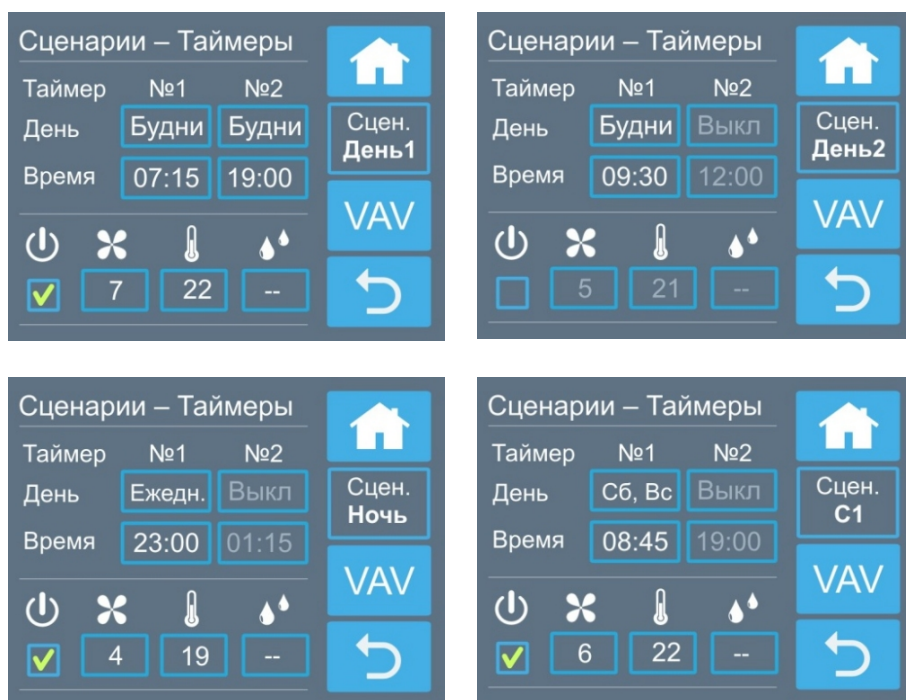 Сценарии – Таймеры
Таймер №1 №2
День Будни Будни
Время 07:15 19:00
7 22 --
Сцен.
День1
VAV
Сценарии – Таймеры
Таймер №1 №2
День Будни Выкл
Время 09:30 12:00
5 21 --
Сцен.
День2
VAV
Сценарии – Таймеры
Таймер №1 №2
День Ежедн. Выкл
Время 23:00 01:15
4 19 --
Сцен.
Ночь
VAV
Сценарии – Таймеры
Таймер №1 №2
День Сб, Вс Выкл
Время 08:45 19:00
6 22 --
Сцен.
С1
VAV